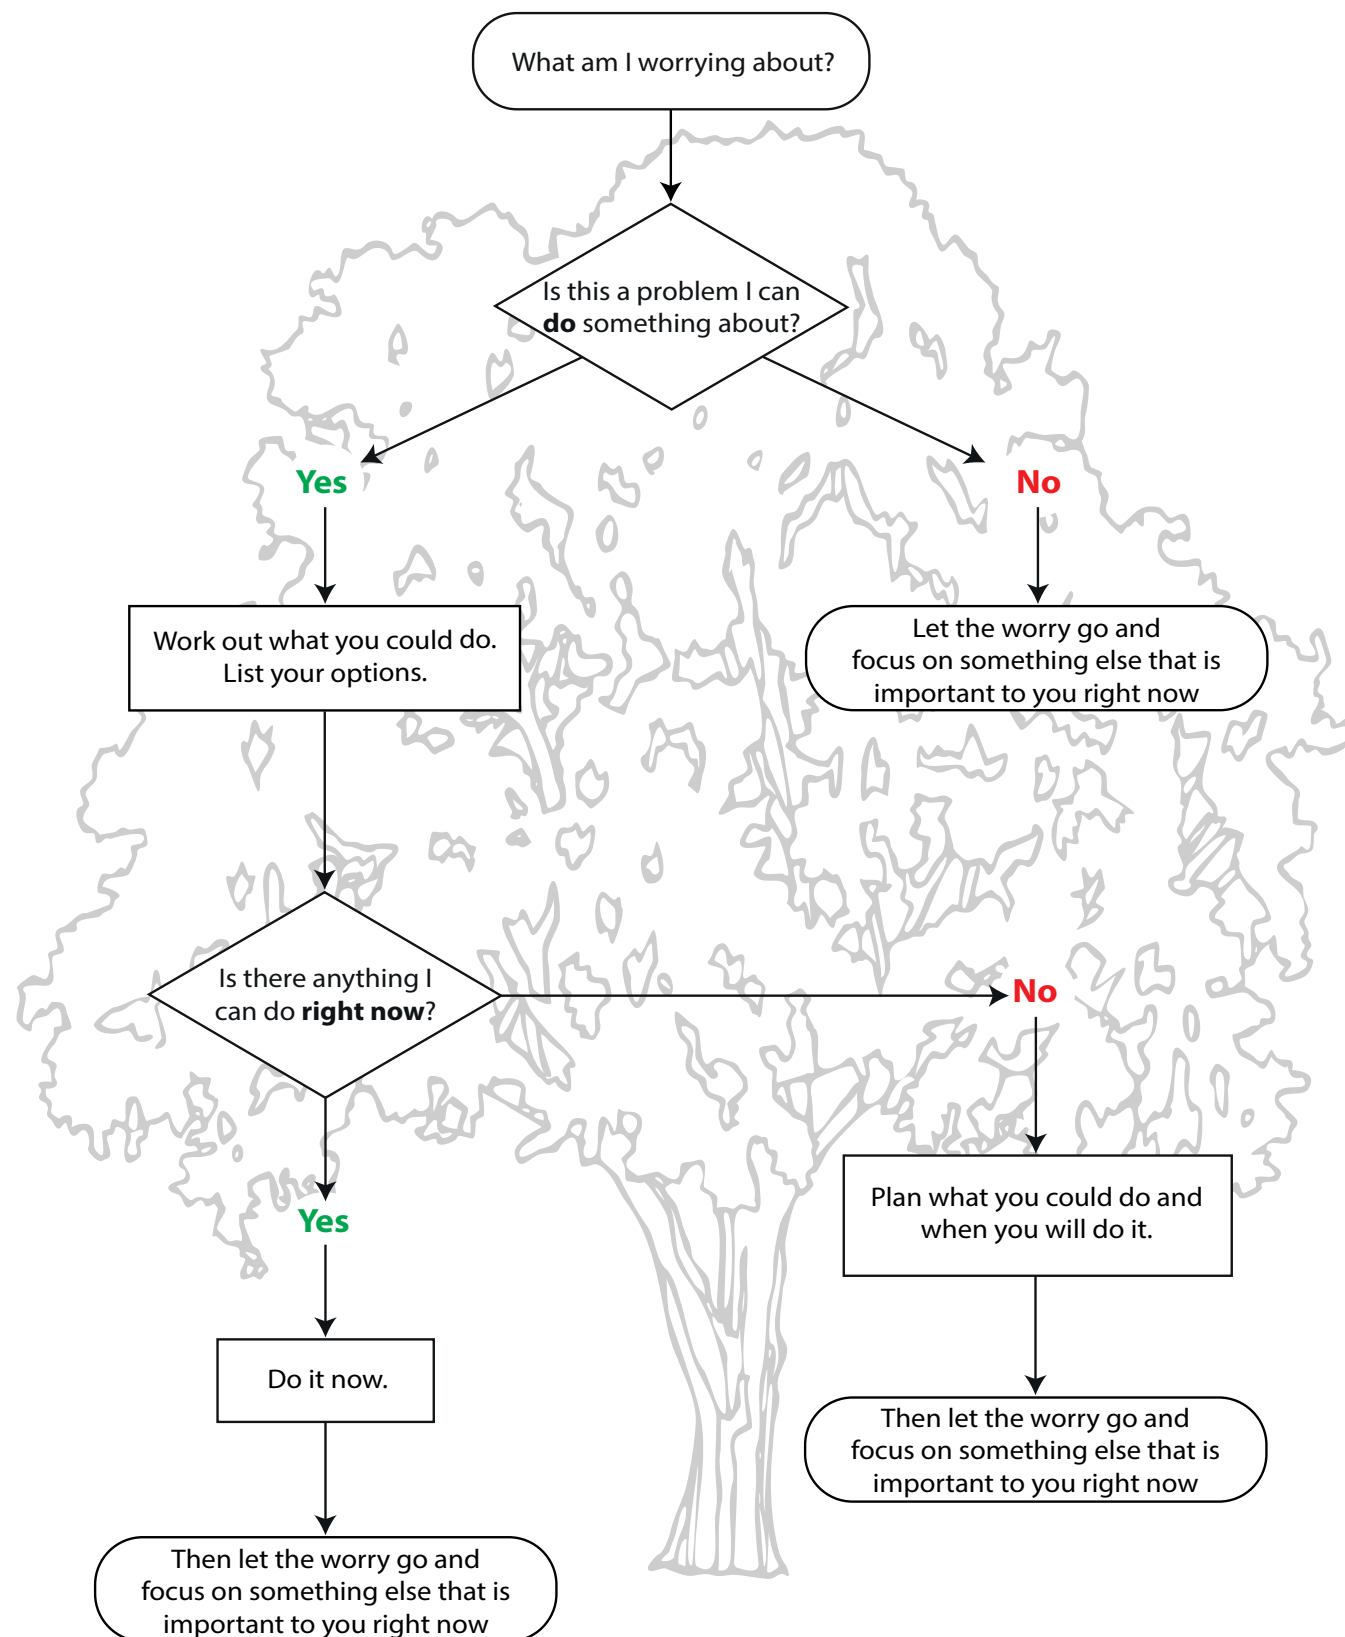 What am I worrying about?
Is this a problem I can
do something about?
Yes
No
Work out what you could do.
List your options.
Let the worry go and
focus on something else that is
important to you right now
Is there anything I
can do right now?
No
Yes
Plan what you could do and
when you will do it.
Do it now.
Then let the worry go and
focus on something else that is
important to you right now
Then let the worry go and
focus on something else that is
important to you right now